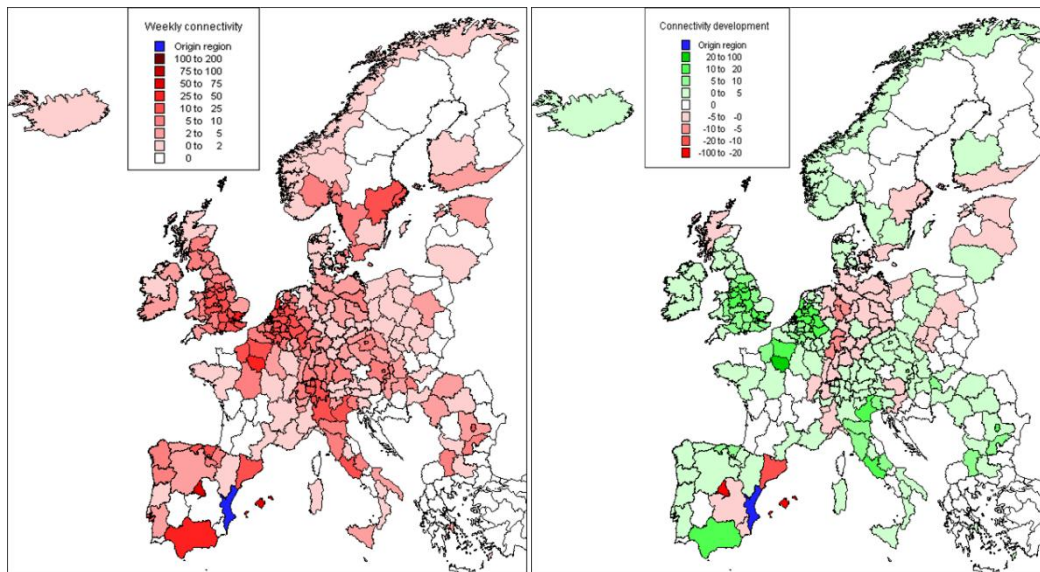 Weekly connectivity
Origin region
100 to 200
75 to 100
50 to 75
25 to 50
10 to 25
5 to 10
2 to 5
0 to 2
0
Connectivity development
Origin region
20 to 100
10 to 20
5 to 10
0 to 5
0
-5 to -0
-10 to -5
-20 to -10
-100 to -20